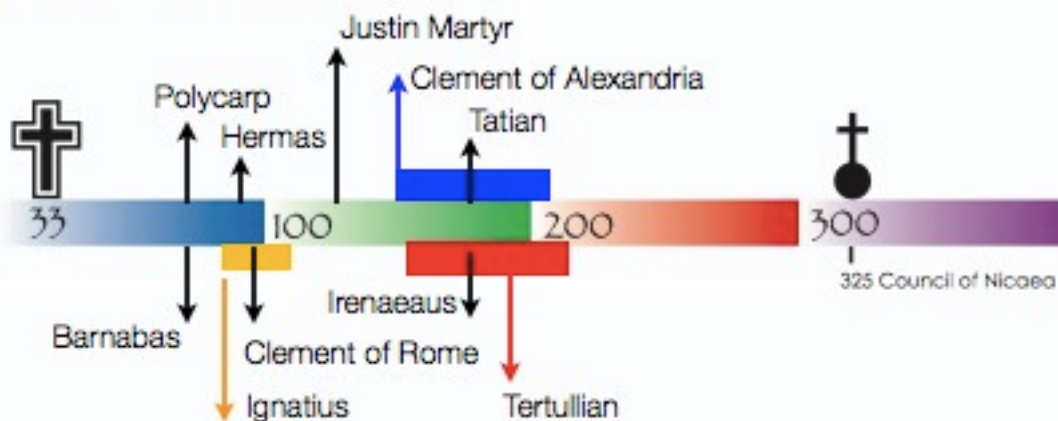 Justin Martyr
Clement of Alexandria
Polycarp
Tatian
Hermas
33
100
200
300
325 Council of Nicaea
Irenaeaus
Barnabas
Clement of Rome
Ignatius
Tertullian